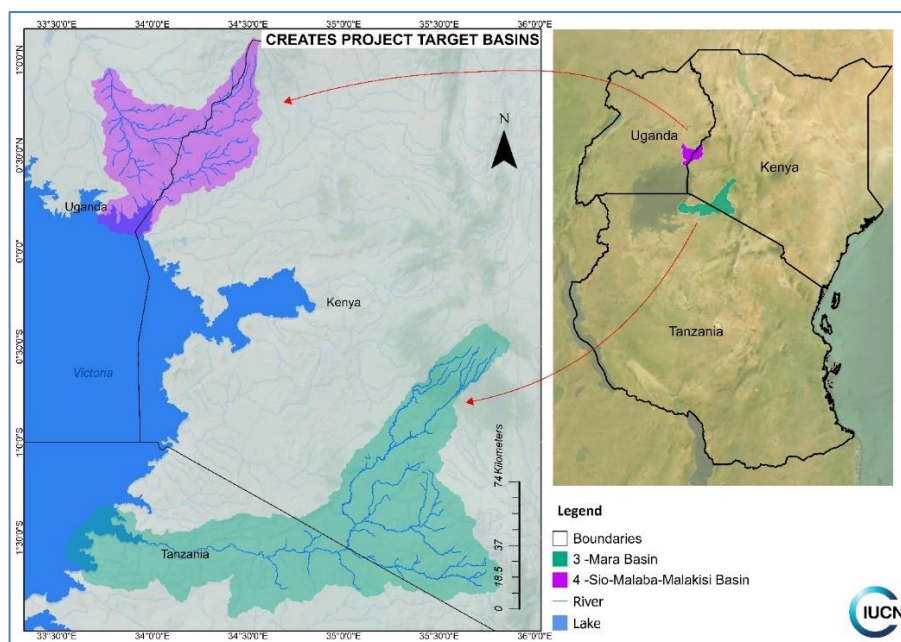 33°30'0"E 34°0'0"E 34°30'0"E 35°0'0"E 35°30'0"E 36°0'0"E
CREATES PROJECT TARGET BASINS
1°0'0"N
0°30'0"N
0°0'0"
0°30'0"S
1°0'0"S
1°30'0"S
N
Uganda
Kenya
Victoria
Tanzania
74 Kilometers
37
18.5
0
33°30'0"E 34°0'0"E 34°30'0"E 35°0'0"E 35°30'0"E 36°0'0"E
Uganda
Kenya
Tanzania
Legend
Boundaries
3 -Mara Basin
4 -Sio-Malaba-Malakisi Basin
River
Lake
IUCN